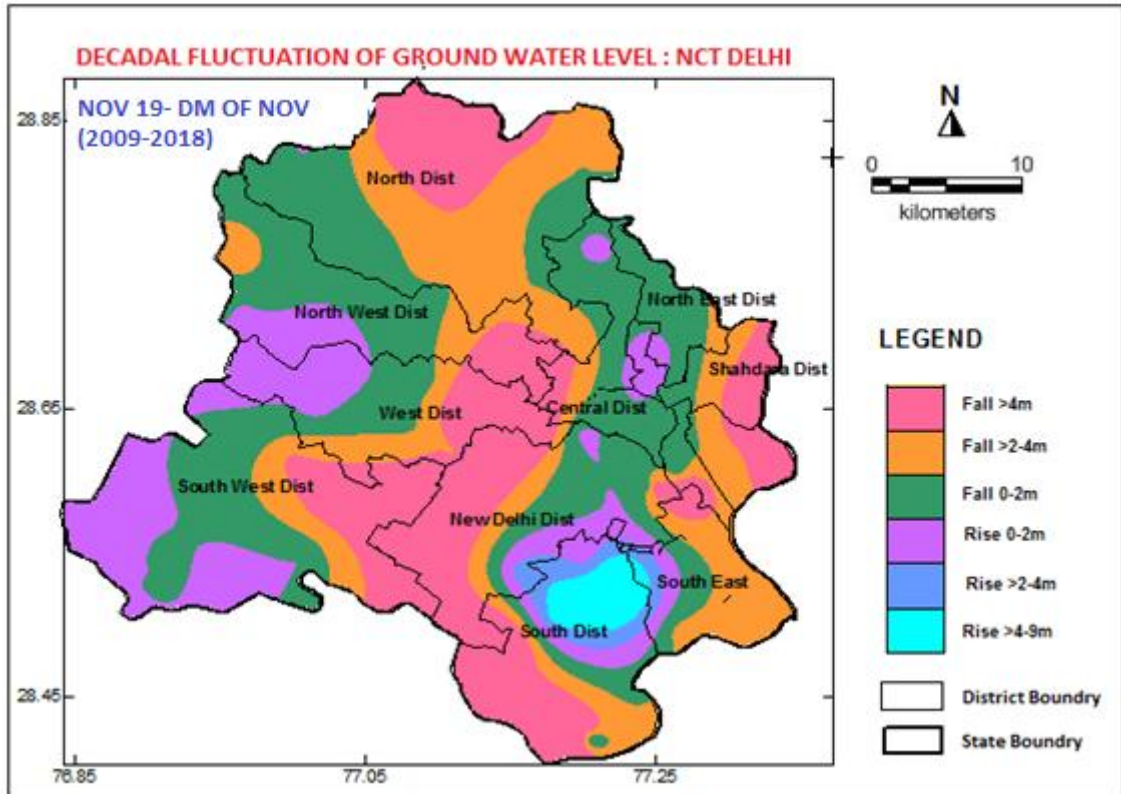 DECADAL FLUCTUATION OF GROUND WATER LEVEL : NCT DELHI
NOV 19- DM OF NOV
(2009-2018)
28.85
28.65
28.45
76.85
77.05
77.25
North Dist
North West Dist
North East Dist
Shahdara Dist
West Dist
Central Dist
South West Dist
New Delhi Dist
South East
South Dist
N
0
10
kilometers
LEGEND
Fall >4m
Fall >2-4m
Fall 0-2m
Rise 0-2m
Rise >2-4m
Rise >4-9m
District Boundry
State Boundry